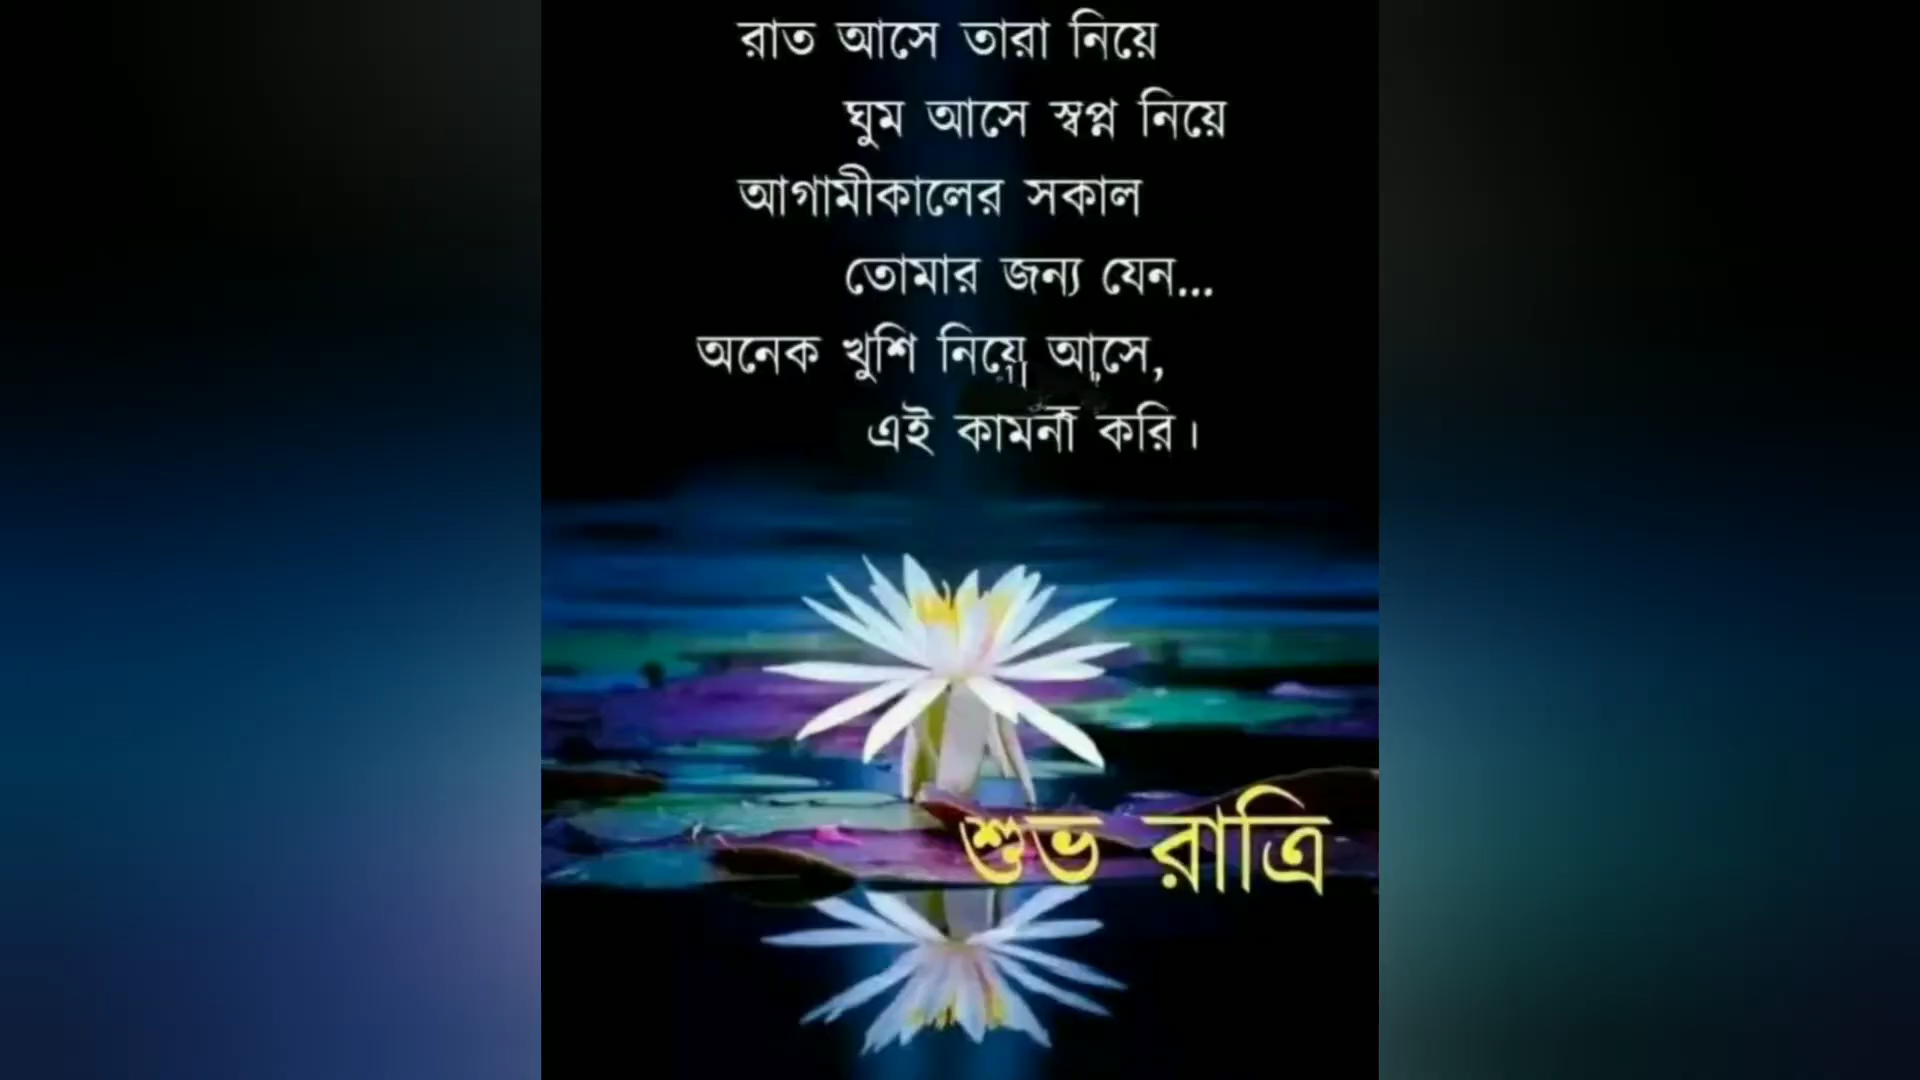 রাত আসে তারা নিয়ে
ঘুম আসে স্বপ্ন নিয়ে
আগামীকালের সকাল
তোমার জন্য যেন...
অনেক খুশি নিয়ে আসে,
এই কামনা করি।
শুভ রাত্রি